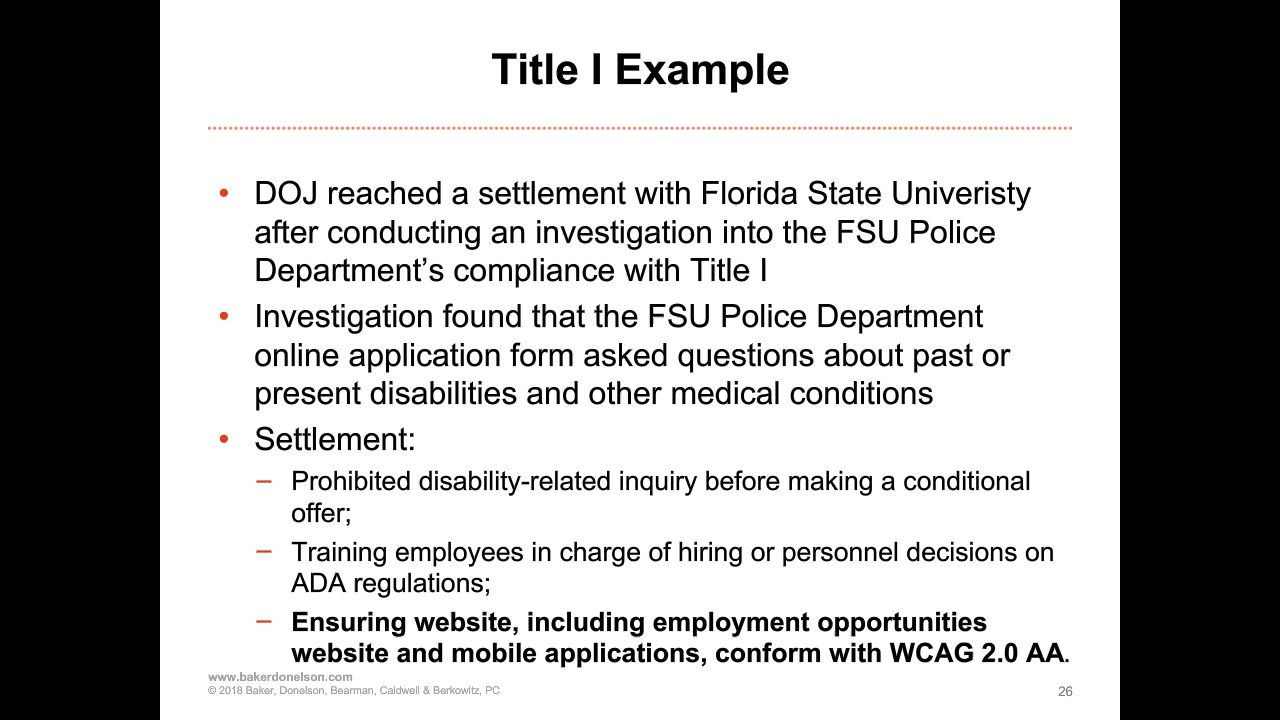 Title I Example
• DOJ reached a settlement with Florida State Univeristy
after conducting an investigation into the FSU Police
Department’s compliance with Title I
• Investigation found that the FSU Police Department
online application form asked questions about past or
present disabilities and other medical conditions
• Settlement:
– Prohibited disability-related inquiry before making a conditional
offer;
– Training employees in charge of hiring or personnel decisions on
ADA regulations;
– Ensuring website, including employment opportunities
website and mobile applications, conform with WCAG 2.0 AA.
www.bakerdonelson.com
© 2018 Baker, Donelson, Bearman, Caldwell & Berkowitz, PC
26